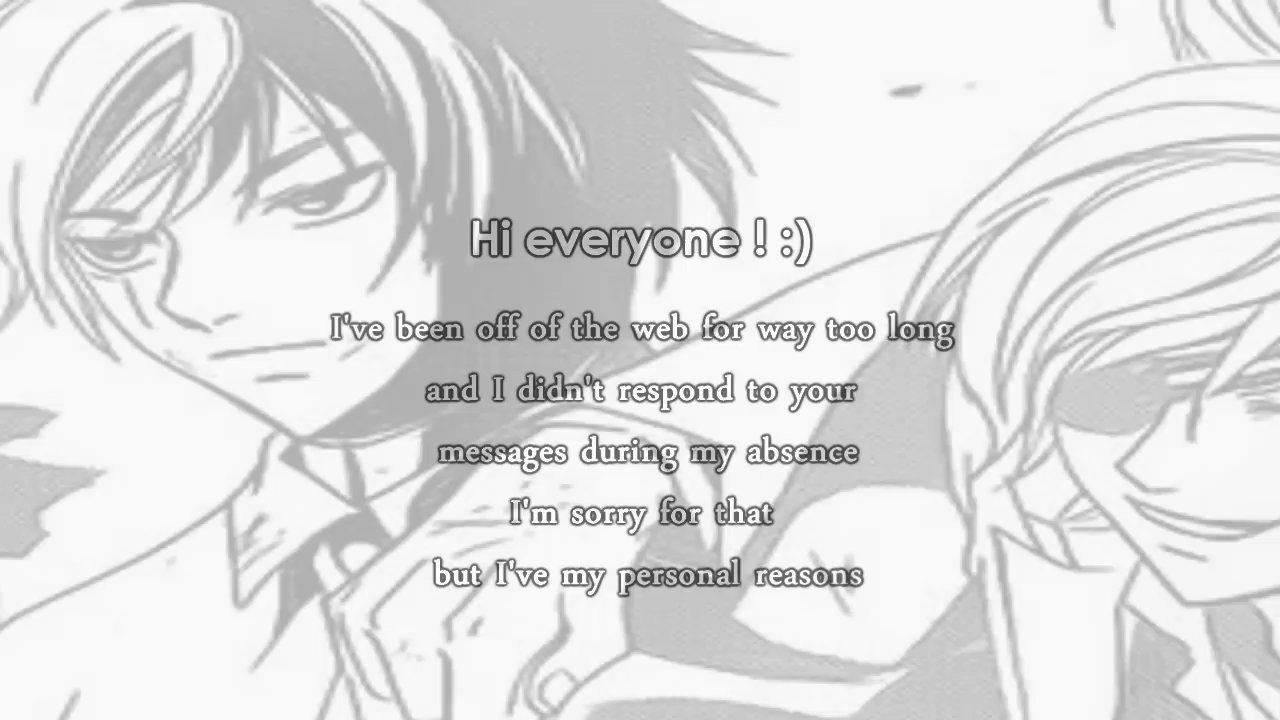 Hi everyone ! :)
I've been off of the web for way too long
and I didn't respond to your
messages during my absence
I'm sorry for that
but I've my personal reasons